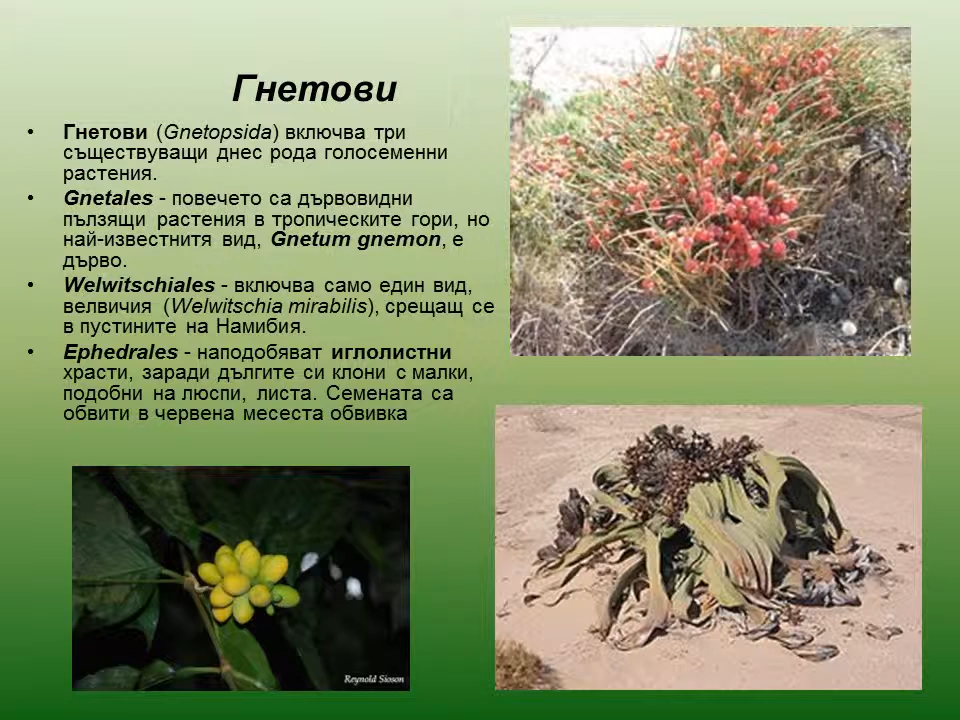 Гнетови
• Гнетови (Gnetopsida) включва три
съществуващи днес рода голосеменни
растения.
• Gnetales - повечето са дървовидни
пълзящи растения в тропическите гори, но
най-известнитя вид, Gnetum gnemon, е
дърво.
• Welwitschiales - включва само един вид,
велвичия (Welwitschia mirabilis), срещащ се
в пустините на Намибия.
• Ephedrales - наподобяват иглолистни
храсти, заради дългите си клони с малки,
подобни на люспи, листа. Семената са
обвити в червена месеста обвивка
Reynold Sioson